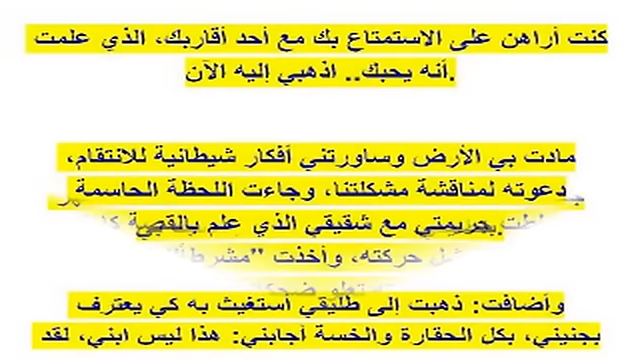 كنت أراهن على الاستمتاع بك مع أحد أقاربك، الذي علمت
أنه يحبك.. اذهبي إليه الآن.
مادت بي الأرض وساورتني أفكار شيطانية للانتقام،
دعوته لمناقشة مشكلتنا، وجاءت اللحظة الحاسمة
جريمتي مع شقيقي الذي علم بالقصة
حركته، وأخذت "مشرطا"
وأضافت: ذهبت إلى طليقي أستغيث به كي يعترف
بجنيني، بكل الحقارة والخسة أجابني: هذا ليس ابني، لقد